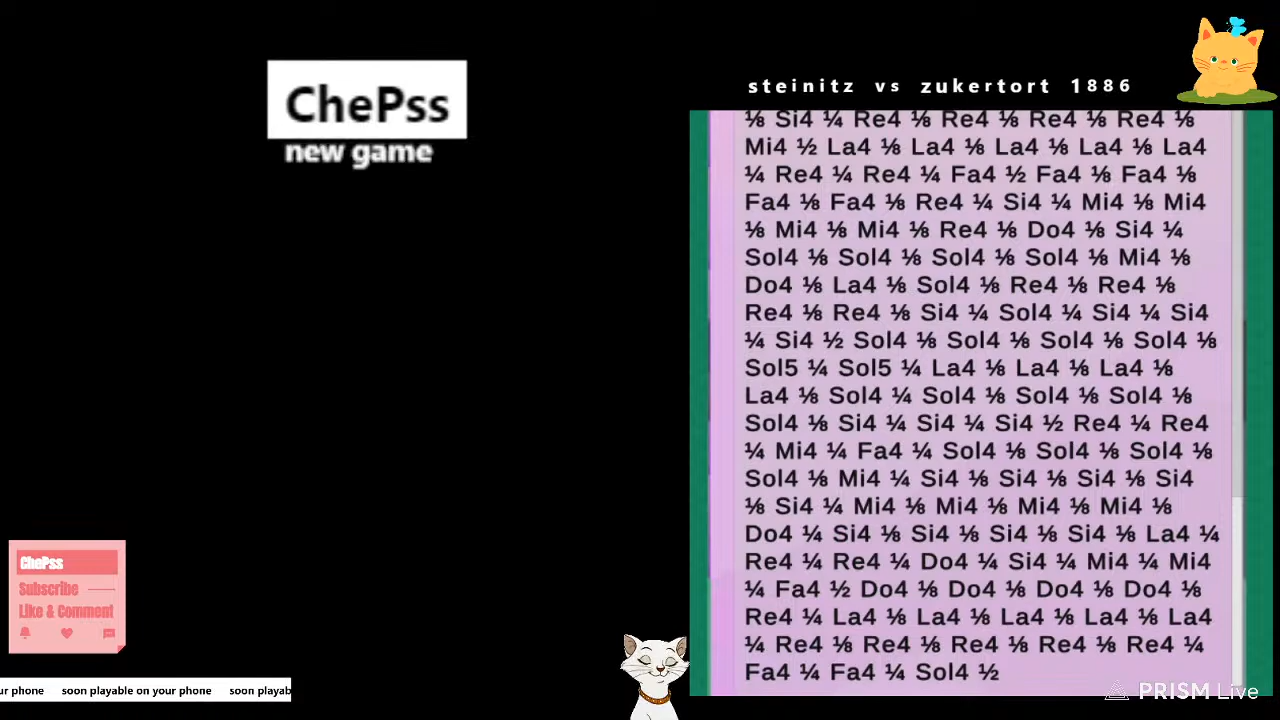 ChePss
new game
steinitz vs zukertort 1886
⅛ Si4 ¼ Re4 ⅛ Re4 ⅛ Re4 ⅛ Re4 ⅛
Mi4 ½ La4 ⅛ La4 ⅛ La4 ⅛ La4 ⅛ La4
¼ Re4 ¼ Re4 ¼ Fa4 ½ Fa4 ⅛ Fa4 ⅛
Fa4 ⅛ Fa4 ⅛ Re4 ¼ Si4 ¼ Mi4 ⅛ Mi4
⅛ Mi4 ⅛ Mi4 ⅛ Re4 ⅛ Do4 ⅛ Si4 ¼
Sol4 ⅛ Sol4 ⅛ Sol4 ⅛ Sol4 ⅛ Mi4 ⅛
Do4 ⅛ La4 ⅛ Sol4 ⅛ Re4 ⅛ Re4 ⅛
Re4 ⅛ Re4 ⅛ Si4 ¼ Sol4 ¼ Si4 ¼ Si4
¼ Si4 ½ Sol4 ⅛ Sol4 ⅛ Sol4 ⅛ Sol4 ⅛
Sol5 ¼ Sol5 ¼ La4 ⅛ La4 ⅛ La4 ⅛
La4 ⅛ Sol4 ¼ Sol4 ⅛ Sol4 ⅛ Sol4 ⅛
Sol4 ⅛ Si4 ¼ Si4 ¼ Si4 ½ Re4 ¼ Re4
¼ Mi4 ¼ Fa4 ¼ Sol4 ⅛ Sol4 ⅛ Sol4 ⅛
Sol4 ⅛ Mi4 ¼ Si4 ⅛ Si4 ⅛ Si4 ⅛ Si4
⅛ Si4 ¼ Mi4 ⅛ Mi4 ⅛ Mi4 ⅛ Mi4 ⅛
Do4 ¼ Si4 ⅛ Si4 ⅛ Si4 ⅛ Si4 ⅛ La4 ¼
Re4 ¼ Re4 ¼ Do4 ¼ Si4 ¼ Mi4 ¼ Mi4
¼ Fa4 ½ Do4 ⅛ Do4 ⅛ Do4 ⅛ Do4 ⅛
Re4 ¼ La4 ⅛ La4 ⅛ La4 ⅛ La4 ⅛ La4
¼ Re4 ⅛ Re4 ⅛ Re4 ⅛ Re4 ⅛ Re4 ¼
Fa4 ¼ Fa4 ¼ Sol4 ½
ChePss
Subscribe
Like & Comment
ur phone soon playable on your phone soon playab
PRISM Live